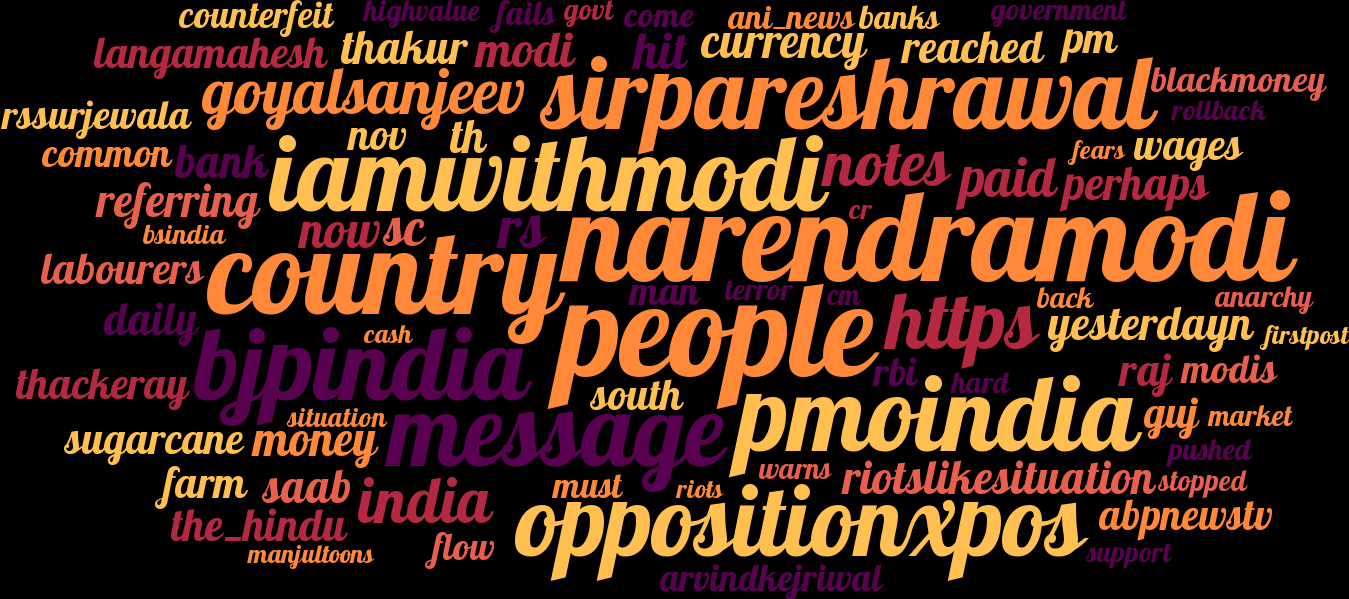 counterfeit highvalue fails govt come ani_news banks government
langamahesh thakur modi hit currency reached pm
goyalsanjeev sirpareshrawal blackmoney
rssurjewala nov th rollback
common bank iamwithmodi notes fears wages
referring paid perhaps
bsindia now sc rs narendramodi cr
labourers country man terror cm back anarchy
daily cash people https yesterdayn firstpost
thackeray bjpindia rbi hard raj modis
situation south pmoindia guj market
sugarcane money message pushed
farm saab india must riots warns riotslikesituation stopped
the_hindu oppositionxpos abpnewstv
manjultoons flow support
arvindkejriwal